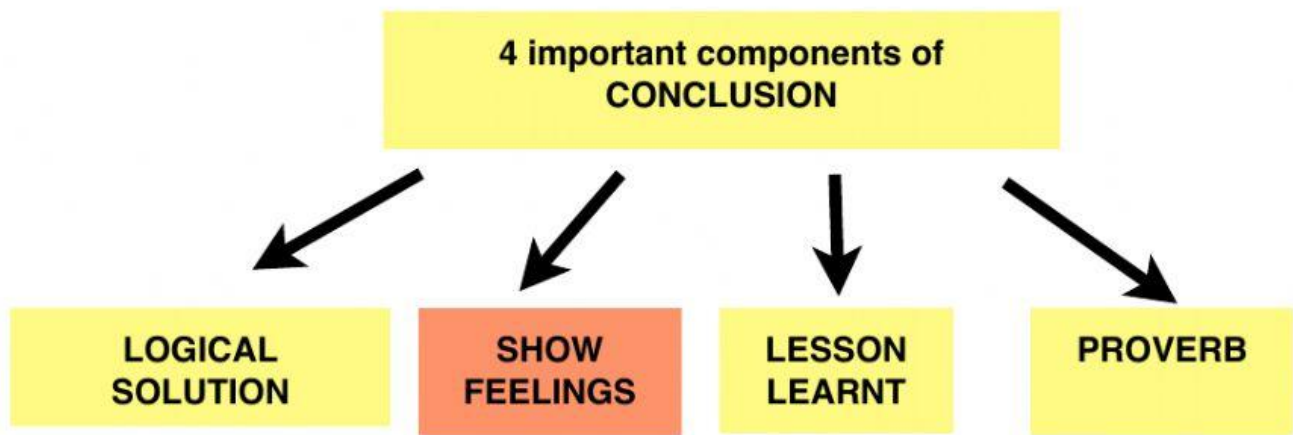 4 important components of
CONCLUSION
LOGICAL
SOLUTION
SHOW
FEELINGS
LESSON
LEARNT
PROVERB